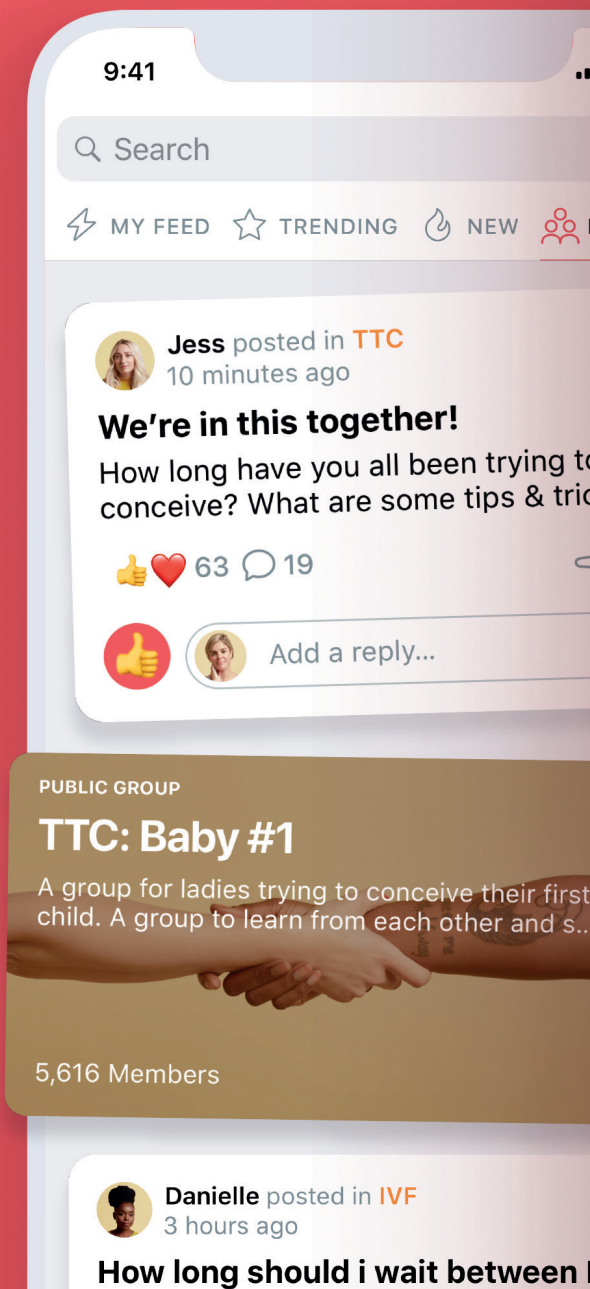 9:41
Search
MY FEED TRENDING NEW
Jess posted in TTC
10 minutes ago
We're in this together!
How long have you all been trying
conceive? What are some tips &
63 19
Add a reply...
PUBLIC GROUP
TTC: Baby #1
A group for ladies trying to conceive their first
child. A group to learn from each other and s...
5,616 Members
Danielle posted in IVF
3 hours ago
How long should i wait between